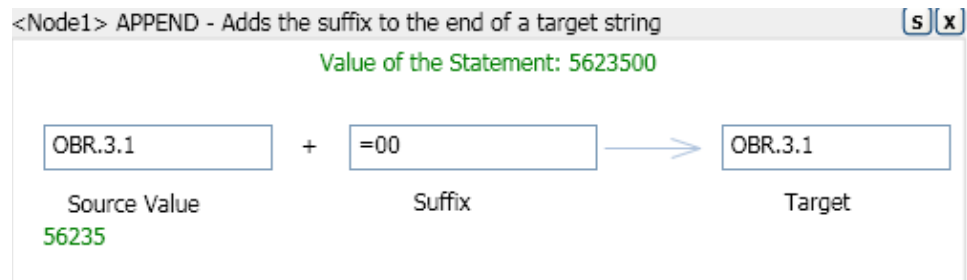 <Node1> APPEND - Adds the suffix to the end of a target string S X
Value of the Statement: 5623500
OBR.3.1 + =00 OBR.3.1
Source Value Suffix Target
56235